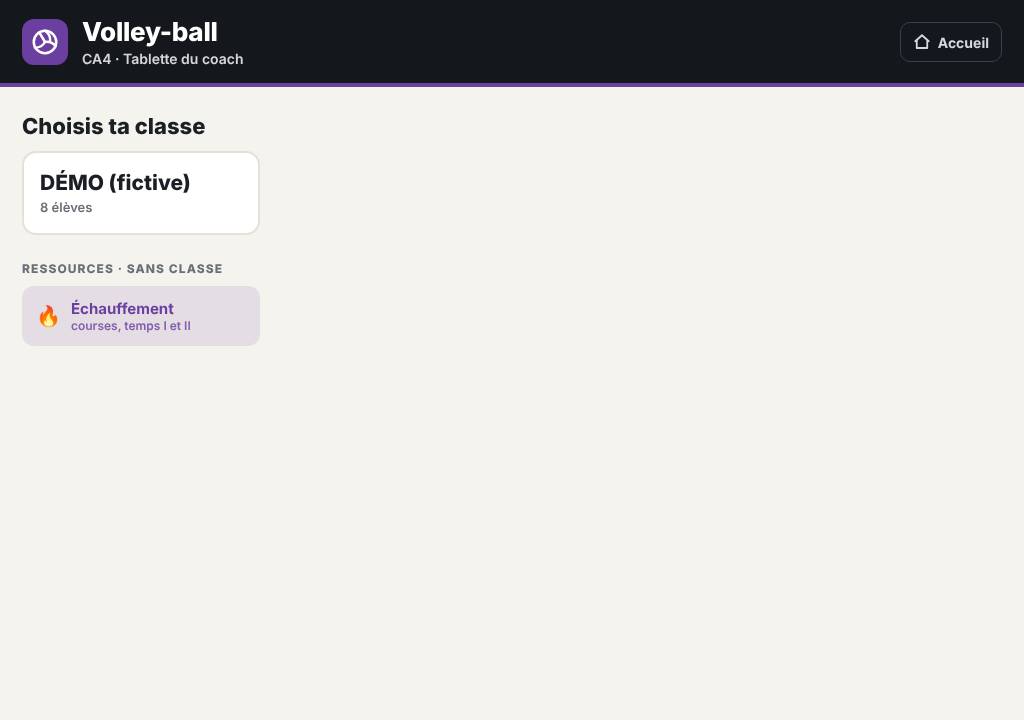 Volley-ball
CA4 · Tablette du coach
Accueil
Choisis ta classe
DÉMO (fictive)
8 élèves
RESSOURCES · SANS CLASSE
Échauffement
courses, temps I et II